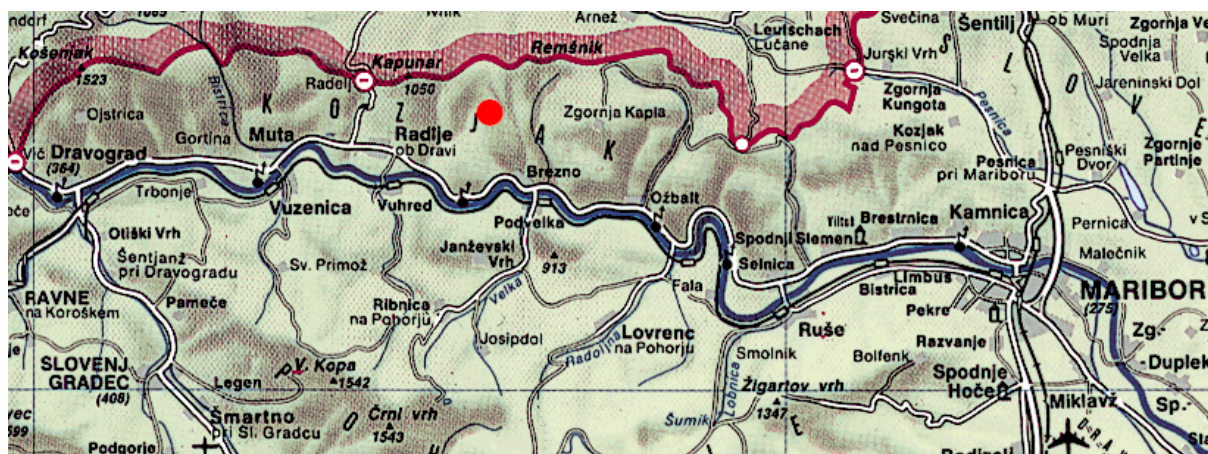 Arnež
Leutschach
Lučane
Svečina
Šentilj
ob Muri
Zgornja Ve
Spodnja
Velka
Košenjak
1523
Remšnik
Kapunar
1050
Radelj
Jurski Vrh
Jareninski Dol
Bistrica
Ojstrica
Gortina
K O Z J A K
Zgornja Kapla
Zgornja
Kungota
Pesnica
S L O V E
Kozjak
nad Pesnico
Pesniški
Dvor
Zgornje
Partinje
Vič
Dravograd
(364)
Muta
Radlje
ob Dravi
Brezno
Pesnica
pri Mariboru
Trbonje
Vuzenica
Vuhred
Podvelka
Ožbalt
Brestrnica
Kamnica
Pernica
v S
Otiški Vrh
Šentjanž
pri Dravogradu
Sv. Primož
Janževski
Vrh
913
Spodnji Slemen
Selnica
Malečnik
Limbuš
Bistrica
Fala
RAVNE
na Koroškem
Pameče
Ribnica
na Pohorju
Velka
MARIBOR
(275)
Pekre
Josipdol
Radolina
Lovrenc
na Pohorju
Ruše
Razvanje
Zg.-
-Duplek
SLOVENJ
GRADEC
(408)
Legen
V. Kopa
1542
Smolnik
Bolfenk
Lobnica
Žigartov vrh
1347
Spodnje
Hoče
Miklavž
Sp.-
Šmartno
pri Sl. Gradcu
Črni vrh
1543
Šumik
P O
E
599
Podgorje
D=R=A